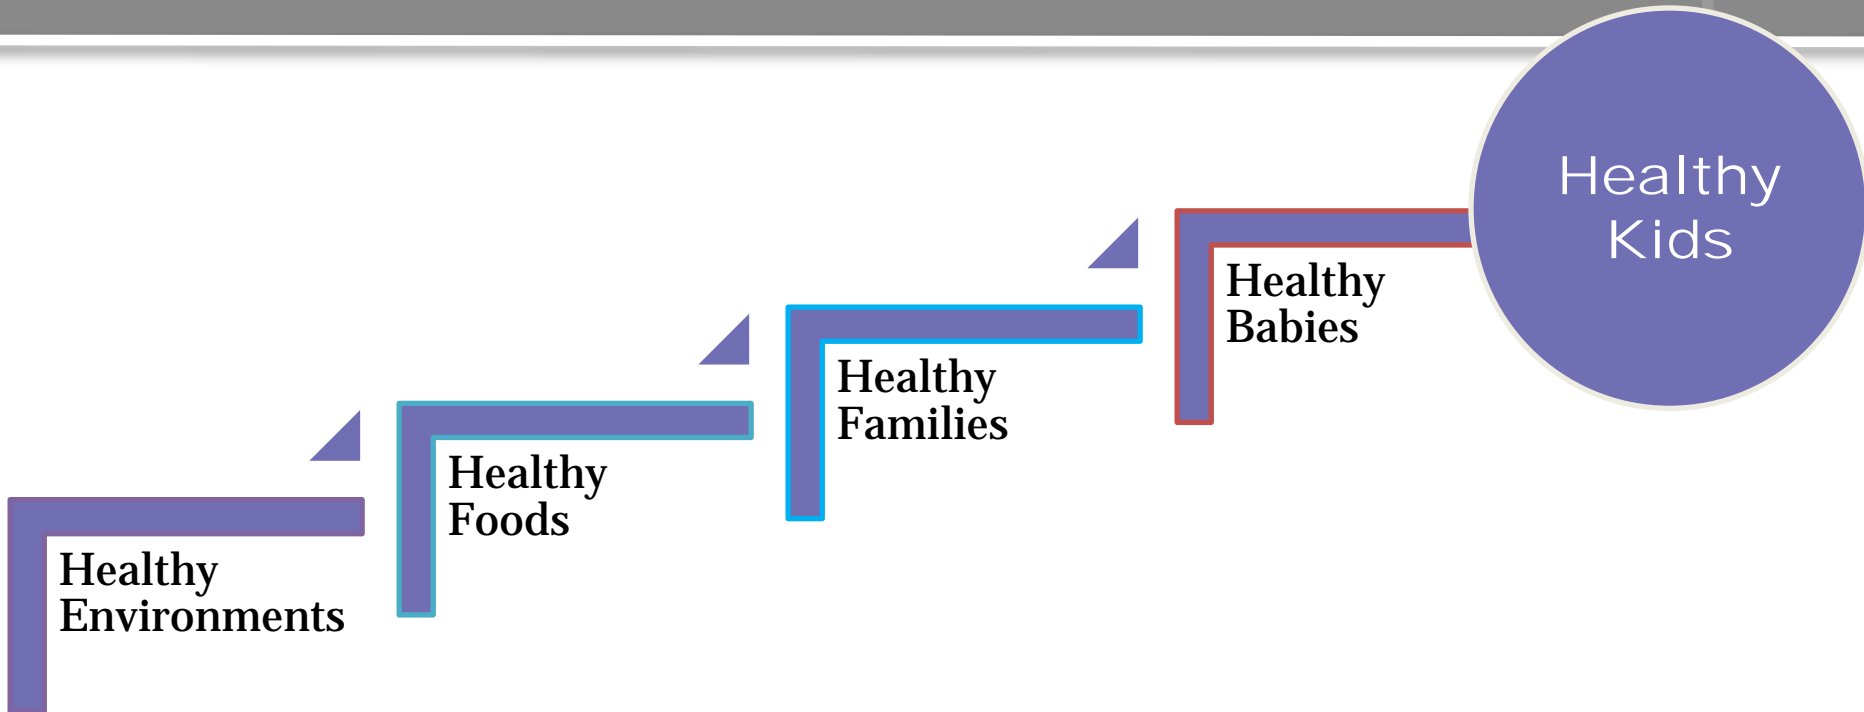 Healthy
Environments
Healthy
Foods
Healthy
Families
Healthy
Babies
Healthy
Kids